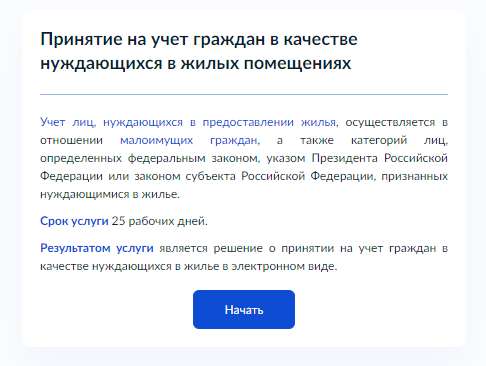 Принятие на учет граждан в качестве
нуждающихся в жилых помещениях
Учет лиц, нуждающихся в предоставлении жилья, осуществляется в
отношении малоимущих граждан, а также категорий лиц,
определенных федеральным законом, указом Президента Российской
Федерации или законом субъекта Российской Федерации, признанных
нуждающимися в жилье.
Срок услуги 25 рабочих дней.
Результатом услуги является решение о принятии на учет граждан в
качестве нуждающихся в жилье в электронном виде.
Начать